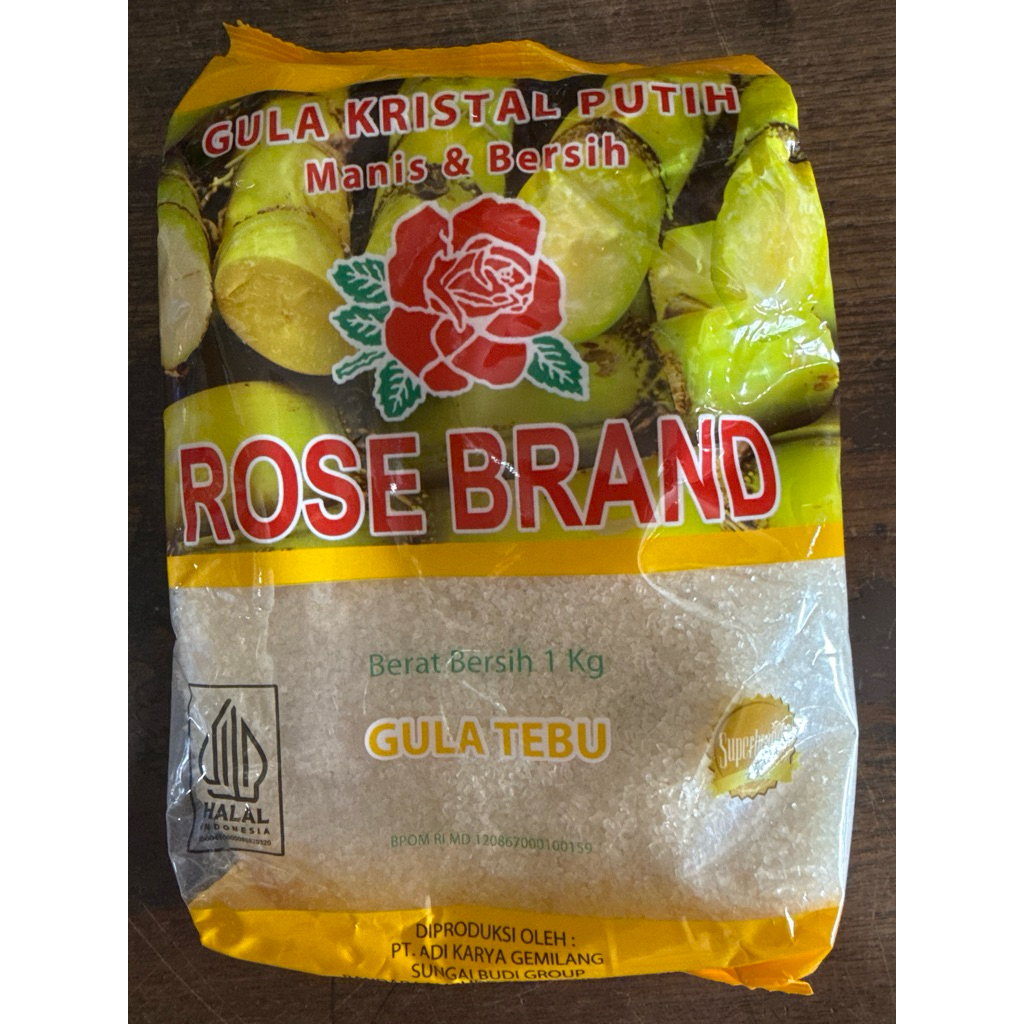 GULA KRISTAL PUTIH
Manis & Bersih
ROSE BRAND
Berat Bersih 1 Kg
GULA TEBU
HALAL
INDONESIA
BPOM RI MD 120867000100159
DIPRODUKSI OLEH :
PT. ADI KARYA GEMILANG
SUNGAI BUDI GROUP